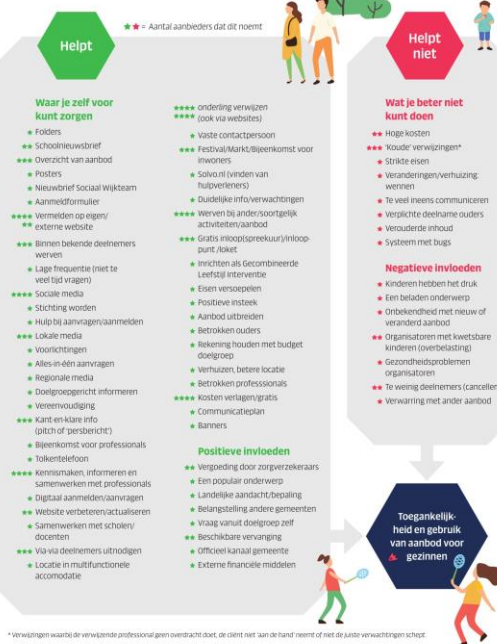 Helpt
★★ = Aantal aanbieders dat dit noemt
Helpt
niet
Waar je zelf voor
kunt zorgen
★ Folders
★★ Schoolnieuwsbrief
★★★ Overzicht van aanbod
★ Posters
★ Nieuwbrief Sociaal Wijkteam
★ Aanmeldformulier
★★★★ Vermelden op eigen/
★★ externe website
★★★ Binnen bekende deelnemers
werven
★ Lage frequentie (niet te
veel tijd vragen)
★★★★ Sociale media
★ Stichting worden
★ Hulp bij aanvragen/aanmelden
★★★ Lokale media
★ Voorlichtingen
★ Alles-in-één aanvragen
★ Regionale media
★ Doelgroepgericht informeren
★ Vereenvoudiging
★★★ Kant-en-klare info
(pitch of 'persbericht')
★ Bijeenkomst voor professionals
★ Tolkentelefoon
★★★★ Kennismaken, informeren en
samenwerken met professionals
★ Digitaal aanmelden/aanvragen
★★ Website verbeteren/actualiseren
★ Samenwerken met scholen/
docenten
★★★ Via-via deelnemers uitnodigen
★ Locatie in multifunctionele
accomodatie
★★★★ onderling verwijzen
★★★★ (ook via websites)
★ Vaste contactpersoon
★★★ Festival/Markt/Bijeenkomst voor
inwoners
★ Solvo.nl (vinden van
hulpverleners)
★ Duidelijke info/verwachtingen
★★★★ Werven bij ander/soortgelijk
activiteiten/aanbod
★★★ Gratis inloop(spreekuur)/inloop-
punt /loket
★ Inrichten als Gecombineerde
Leefstijl Interventie
★ Eisen versoepelen
★ Positieve insteek
★ Aanbod uitbreiden
★ Betrokken ouders
★ Rekening houden met budget
doelgroep
★ Verhuizen, betere locatie
★ Betrokken professsionals
★★★★ Kosten verlagen/gratis
★ Communicatieplan
★ Banners
Positieve invloeden
★★ Vergoeding door zorgverzekeraars
★ Een populair onderwerp
★ Landelijke aandacht/bepaling
★ Belangstelling andere gemeenten
★ Vraag vanuit doelgroep zelf
★★ Beschikbare vervanging
★ Officieel kanaal gemeente
★ Externe financiële middelen
Wat je beter niet
kunt doen
★★ Hoge kosten
★★★ 'Koude' verwijzingen*
★ Strikte eisen
★ Veranderingen/verhuizing:
wennen
★ Te veel ineens communiceren
★ Verplichte deelname ouders
★ Verouderde inhoud
★ Systeem met bugs
Negatieve invloeden
★ Kinderen hebben het druk
★ Een beladen onderwerp
★ Onbekendheid met nieuw of
veranderd aanbod
★★ Organisatoren met kwetsbare
kinderen (overbelasting)
★ Gezondheidsproblemen
organisatoren
★★ Te weinig deelnemers (cancelle
★ Verwarring met ander aanbod
Toegankelijk-
heid en gebruik
van aanbod voor
gezinnen
* Verwijzingen waarbij de verwijzende professional geen overdracht doet, de cliënt niet 'aan de hand' neemt of niet de juiste verwachtingen schept.